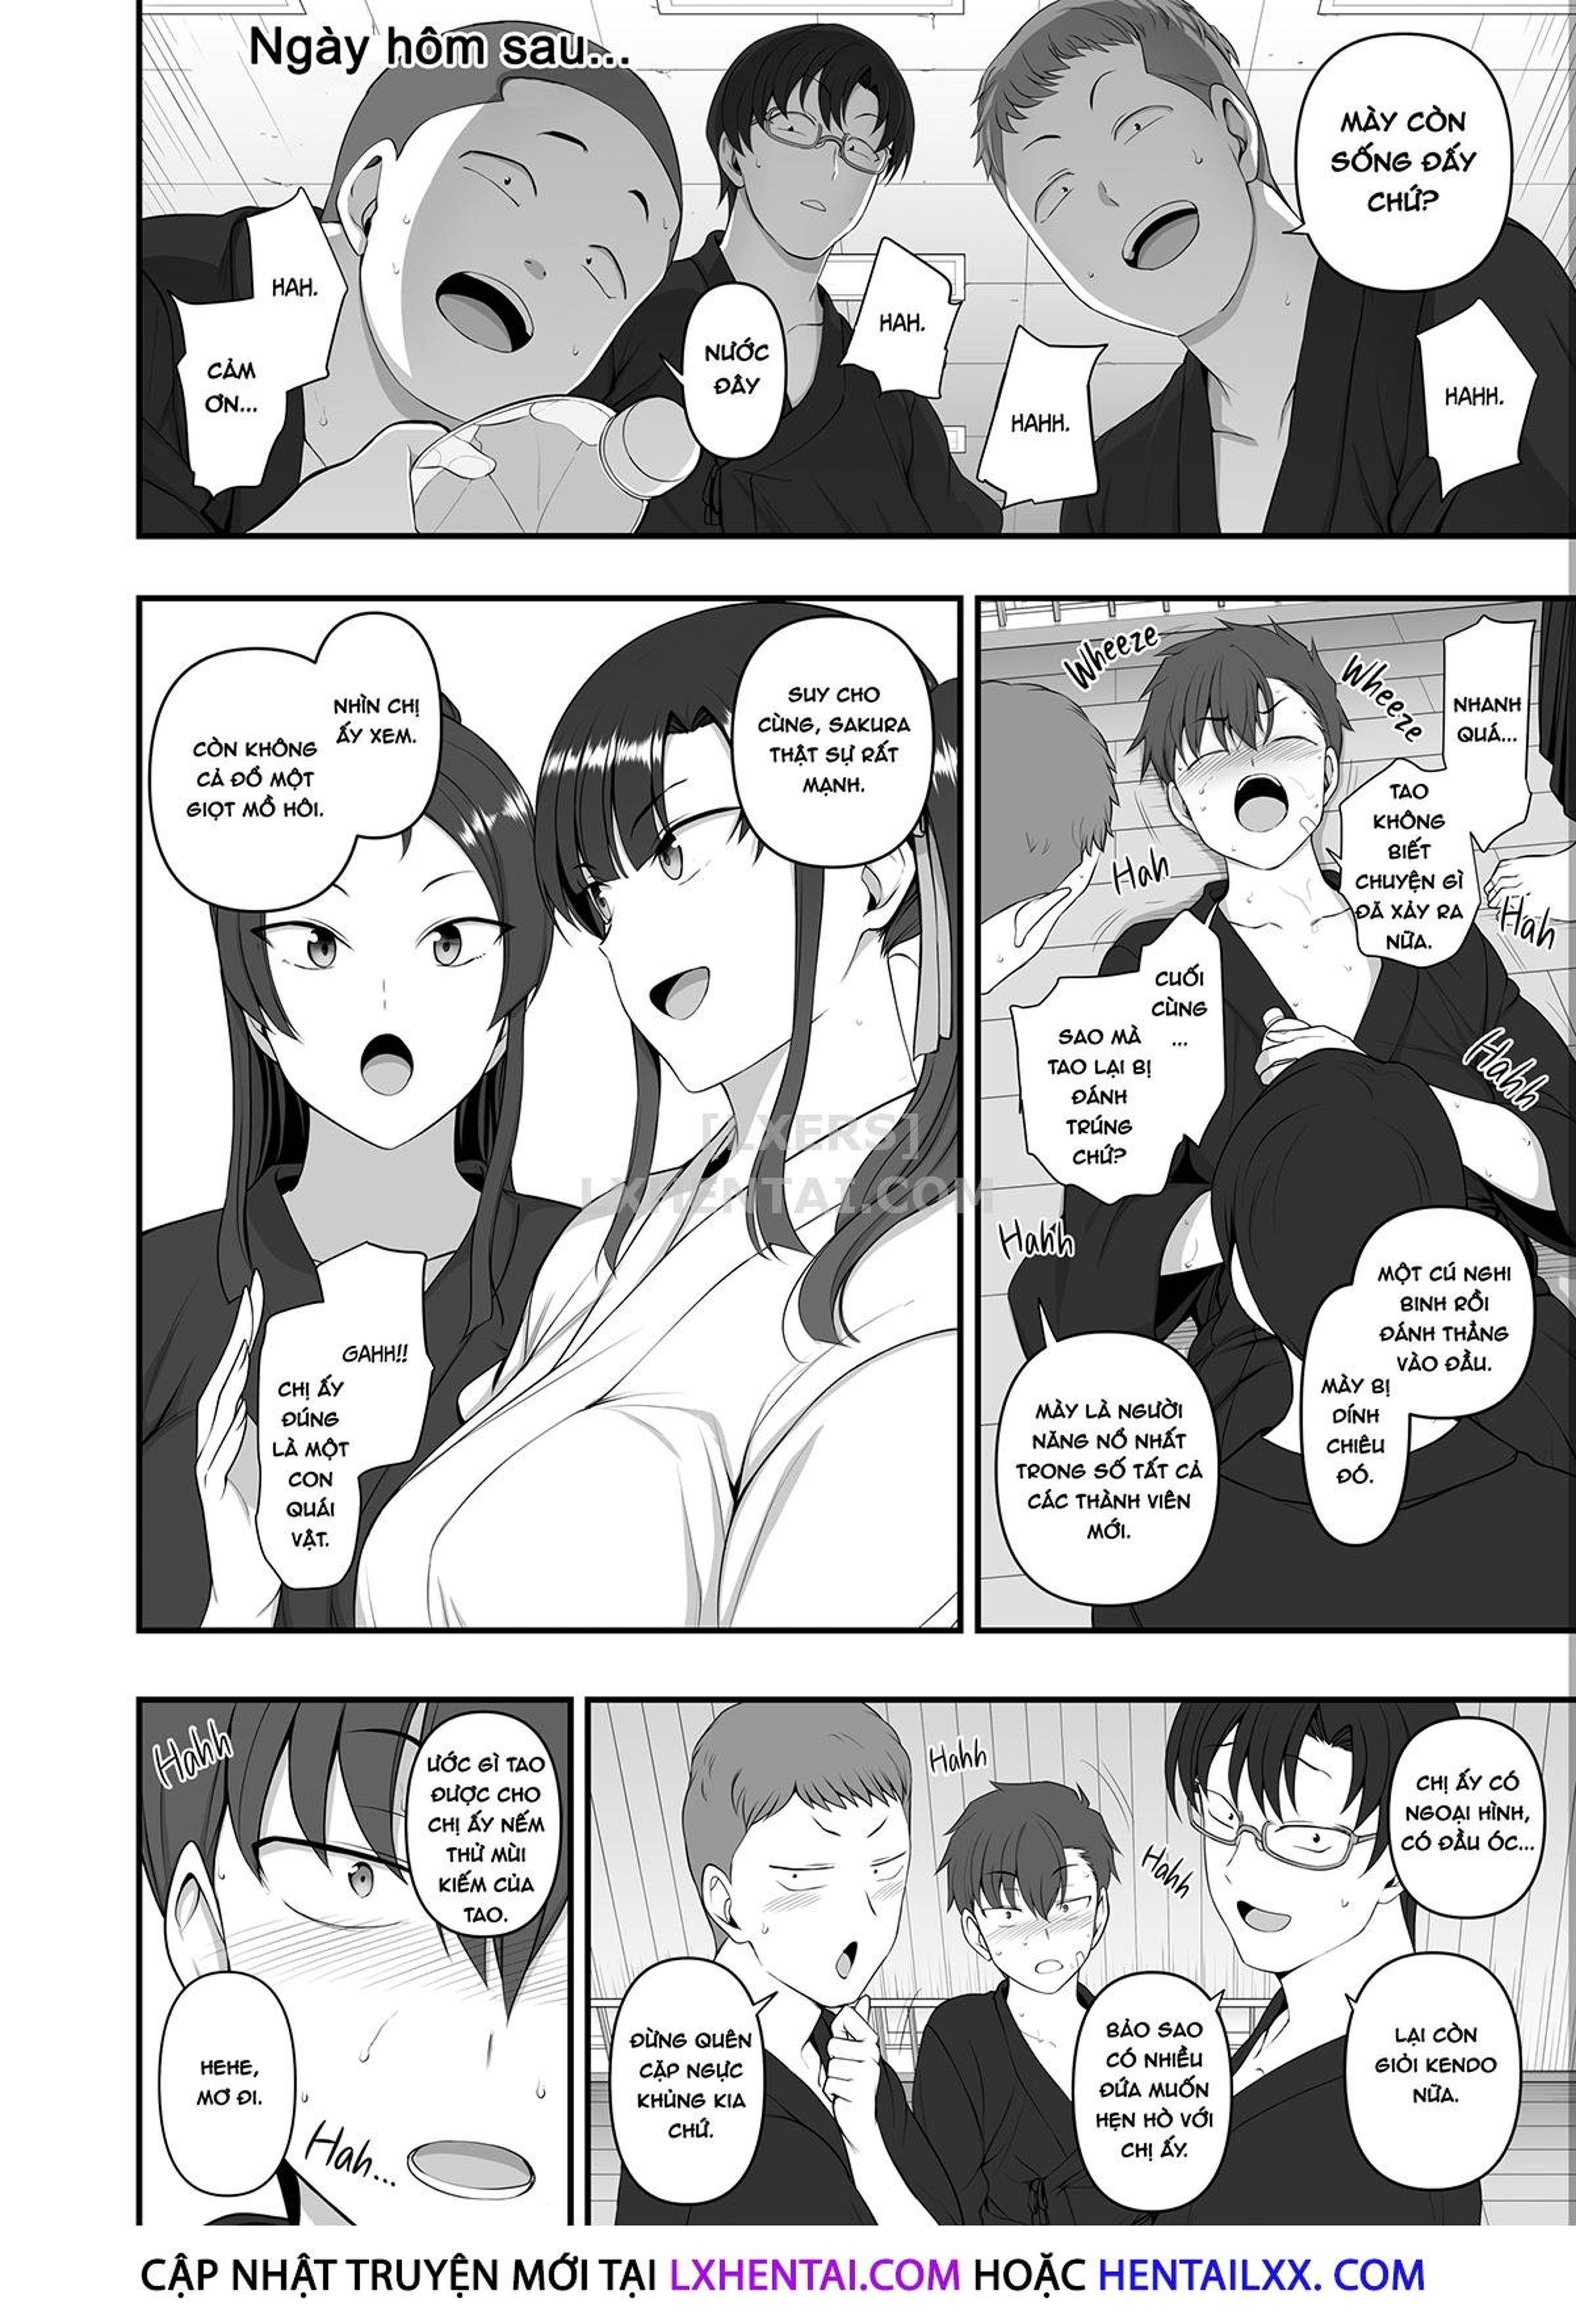 Ngày hôm sau...
MÀY CÒN
SỐNG ĐẤY
CHỨ?
HAHH.
HAHH.
HAH.
NƯỚC
ĐÂY
HAH.
CẢM
ƠN...
NHANH
QUÁ...
TAO
KHÔNG
BIẾT
CHUYỆN GÌ
ĐÃ XẢY RA
NỮA.
Wheeze
Wheeze
Hah
Hah
CUỐI
CÙNG
...
SAO MÀ
TAO LẠI BỊ
ĐÁNH
TRÚNG
CHỨ?
Hahh
Hahh
MỘT CÚ NGHI
BINH RỒI
ĐÁNH THẲNG
VÀO ĐẦU.
MÀY BỊ
DÍNH
CHIÊU
ĐÓ.
MÀY LÀ NGƯỜI
NĂNG NỔ NHẤT
TRONG SỐ TẤT CẢ
CÁC THÀNH VIÊN
MỚI.
SUY CHO
CÙNG, SAKURA
THẬT SỰ RẤT
MẠNH.
NHÌN CHỊ
ẤY XEM.
CÒN KHÔNG
CẢ ĐỔ MỘT
GIỌT MỒ HÔI.
[LXERS]
LXHENTAI.COM
GAHH!!
CHỊ ẤY
ĐÚNG
LÀ MỘT
CON
QUÁI
VẬT.
CHỊ ẤY CÓ
NGOẠI HÌNH,
CÓ ĐẦU ÓC...
LẠI CÒN
GIỎI KENDO
NỮA.
Hahh
Hahh
BẢO SAO
CÓ NHIỀU
ĐỨA MUỐN
HẸN HÒ VỚI
CHỊ ẤY.
ĐỪNG QUÊN
CẶP NGỰC
KHỦNG KIA
CHỨ.
ƯỚC GÌ TAO
ĐƯỢC CHO
CHỊ ẤY NẾM
THỬ MÙI
KIẾM CỦA
TAO.
Hahh
HEHE,
MƠ ĐI.
Hah...
CẬP NHẬT TRUYỆN MỚI TẠI LXHENTAI.COM HOẶC HENTAILXX. COM